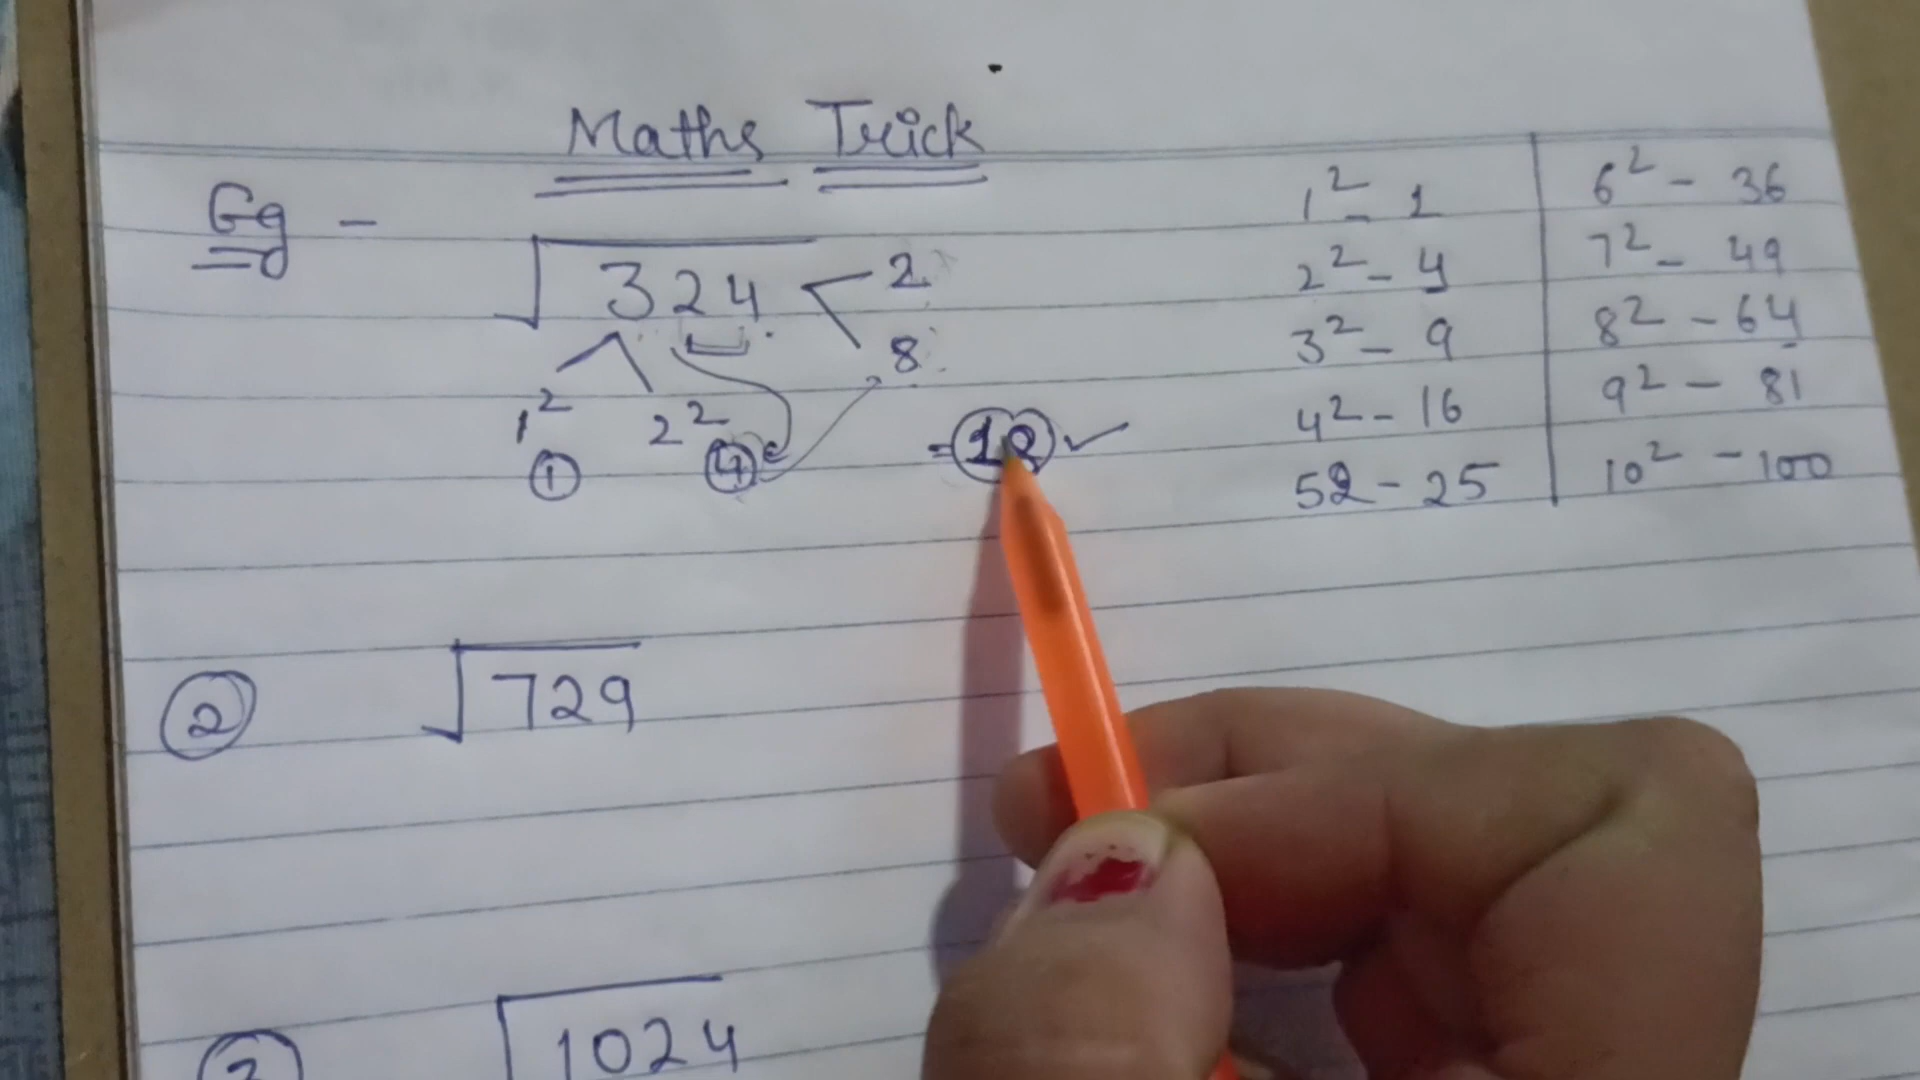 Maths Trick
Eg -
√324 < 2
8
1² 2²
① ④
= 18 ✓
1² - 1
2² - 4
3² - 9
4² - 16
52 - 25
6² - 36
7² - 49
8² - 64
9² - 81
10² - 100
② √729
√1024